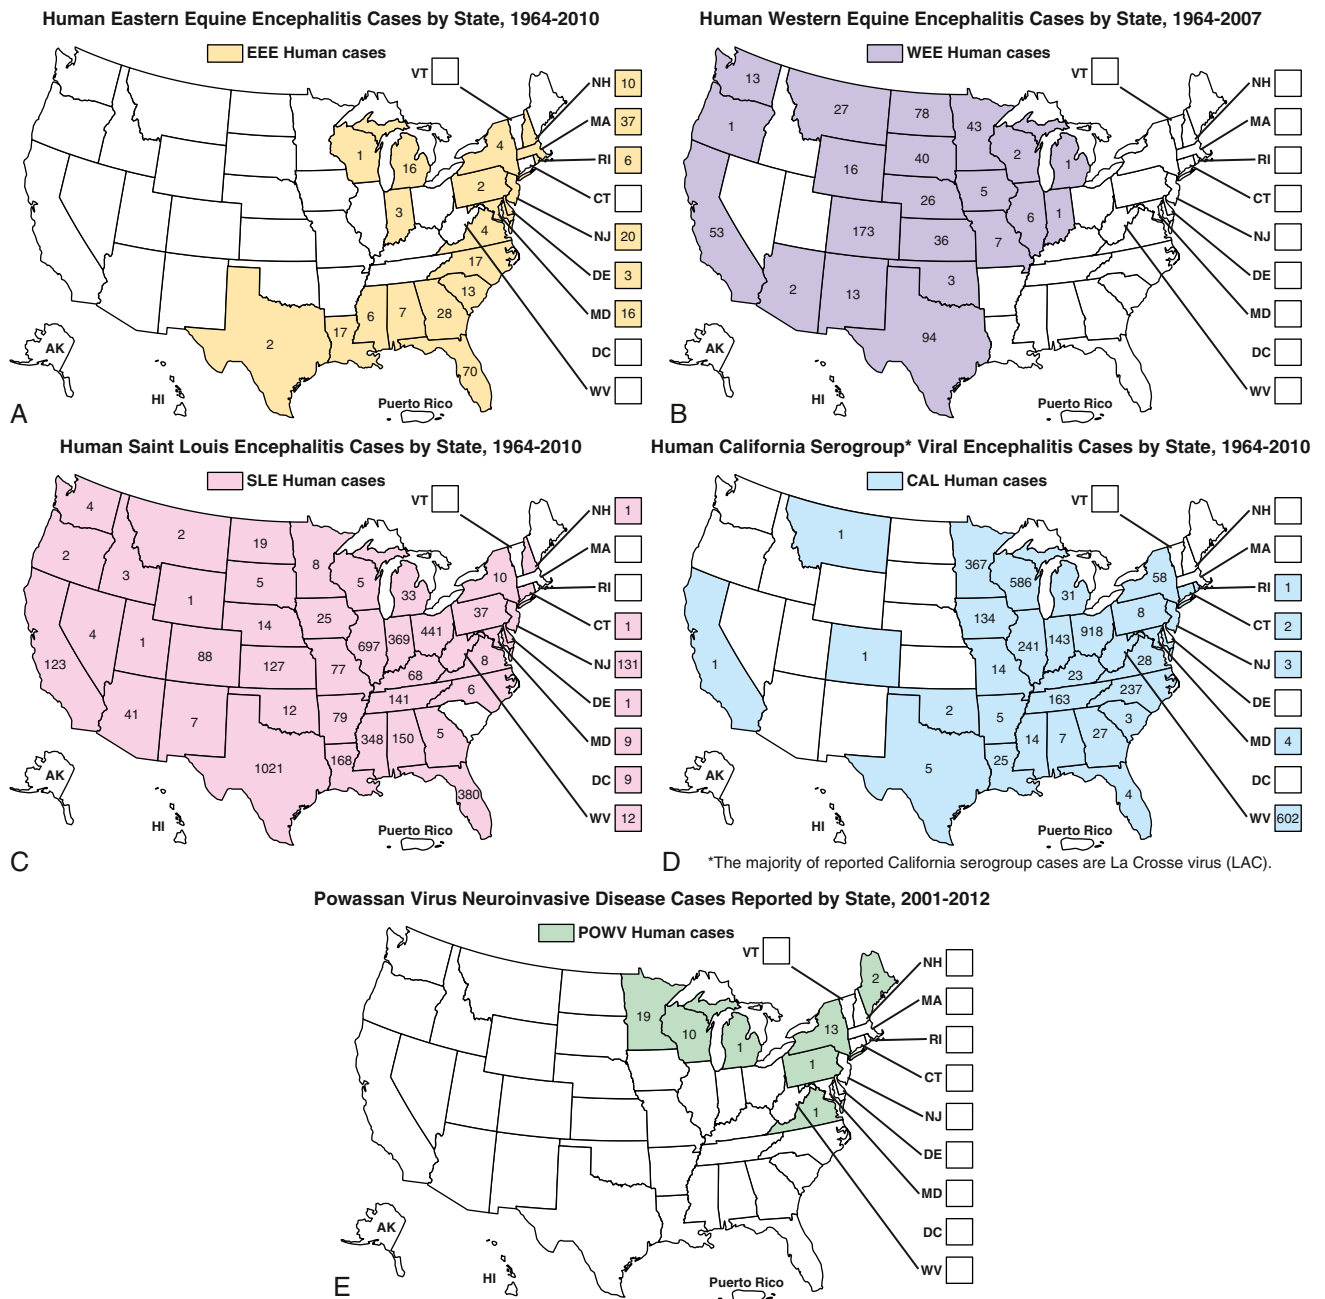 Human Eastern Equine Encephalitis Cases by State, 1964-2010
EEE Human cases
VT
NH 10
MA 37
RI 6
CT
NJ 20
DE 3
MD 16
DC
WV
1
16
4
2
3
4
17
13
2
17
6
7
28
70
AK
HI
Puerto Rico
A
Human Western Equine Encephalitis Cases by State, 1964-2007
WEE Human cases
VT
NH
MA
RI
CT
NJ
DE
MD
DC
WV
13
27
78
43
1
2
1
16
40
5
26
6
1
53
173
36
7
2
13
3
94
AK
HI
Puerto Rico
B
Human Saint Louis Encephalitis Cases by State, 1964-2010
SLE Human cases
VT
NH 1
MA
RI
CT 1
NJ 131
DE 1
MD 9
DC 9
WV 12
4
2
19
8
2
3
5
5
33
10
1
14
25
37
4
1
697
369
441
123
88
127
77
68
8
141
6
41
7
12
79
348
150
5
168
1021
380
AK
HI
Puerto Rico
C
Human California Serogroup* Viral Encephalitis Cases by State, 1964-2010
CAL Human cases
VT
NH
MA
RI 1
CT 2
NJ 3
DE
MD 4
DC
WV 602
1
367
586
31
58
134
8
241
143
918
1
1
14
23
28
163
237
2
5
3
14
7
27
5
25
4
AK
HI
Puerto Rico
D
*The majority of reported California serogroup cases are La Crosse virus (LAC).
Powassan Virus Neuroinvasive Disease Cases Reported by State, 2001-2012
POWV Human cases
VT
NH
MA
RI
CT
NJ
DE
MD
DC
WV
2
19
10
1
13
1
1
AK
HI
Puerto Rico
E